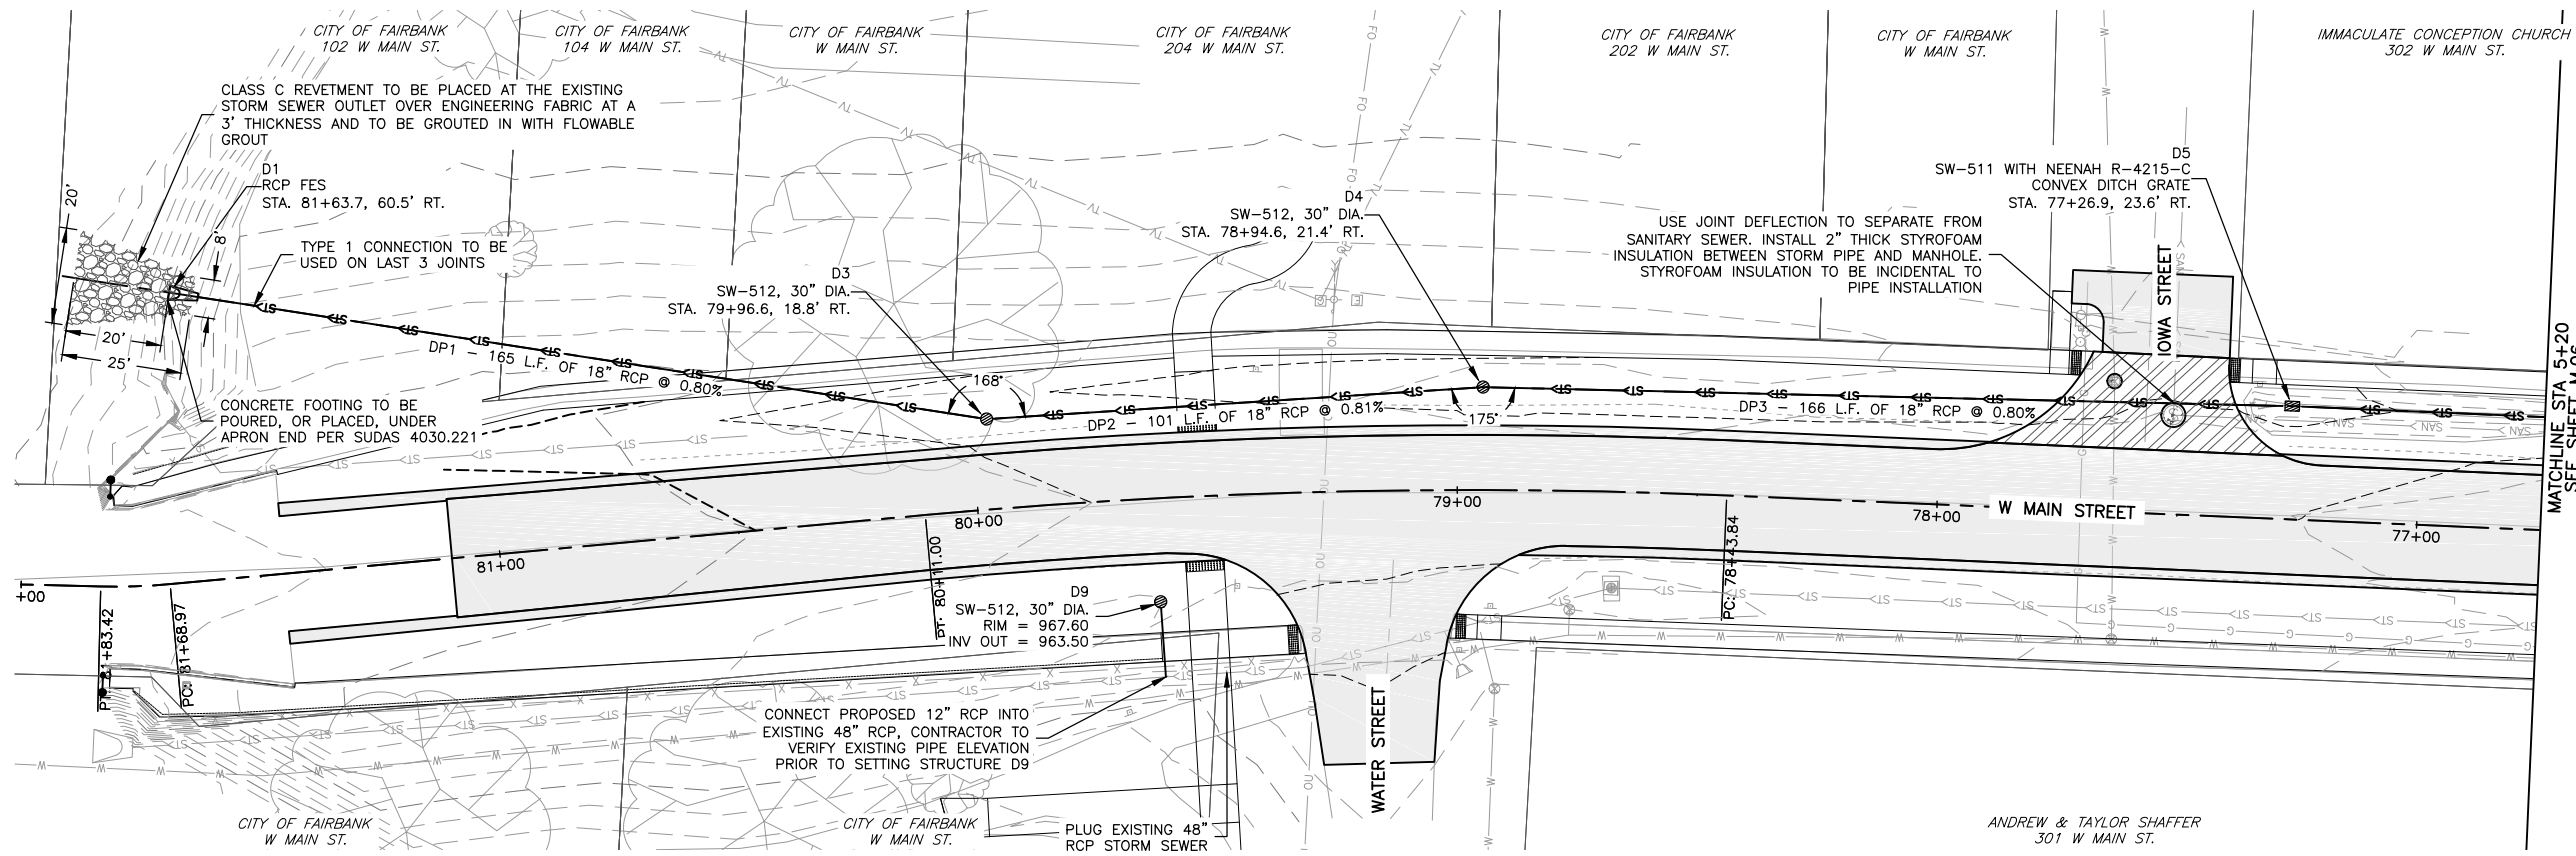 CITY OF FAIRBANK
102 W MAIN ST.
CITY OF FAIRBANK
104 W MAIN ST.
CITY OF FAIRBANK
W MAIN ST.
CITY OF FAIRBANK
204 W MAIN ST.
CITY OF FAIRBANK
202 W MAIN ST.
CITY OF FAIRBANK
W MAIN ST.
IMMACULATE CONCEPTION CHURCH
302 W MAIN ST.
CLASS C REVETMENT TO BE PLACED AT THE EXISTING
STORM SEWER OUTLET OVER ENGINEERING FABRIC AT A
3' THICKNESS AND TO BE GROUTED IN WITH FLOWABLE
GROUT
D1
RCP FES
STA. 81+63.7, 60.5' RT.
20'
8'
20'
25'
TYPE 1 CONNECTION TO BE
USED ON LAST 3 JOINTS
D3
SW-512, 30" DIA.
STA. 79+96.6, 18.8' RT.
D4
SW-512, 30" DIA.
STA. 78+94.6, 21.4' RT.
D5
SW-511 WITH NEENAH R-4215-C
CONVEX DITCH GRATE
STA. 77+26.9, 23.6' RT.
USE JOINT DEFLECTION TO SEPARATE FROM
SANITARY SEWER. INSTALL 2" THICK STYROFOAM
INSULATION BETWEEN STORM PIPE AND MANHOLE.
STYROFOAM INSULATION TO BE INCIDENTAL TO
PIPE INSTALLATION
IOWA STREET
DP1 - 165 L.F. OF 18" RCP @ 0.80%
168°
DP2 - 101 L.F. OF 18" RCP @ 0.81%
175°
DP3 - 166 L.F. OF 18" RCP @ 0.80%
MATCHLINE STA 5+20
SEE SHEET M.06
CONCRETE FOOTING TO BE
POURED, OR PLACED, UNDER
APRON END PER SUDAS 4030.221
+00
81+00
80+00
79+00
78+00
77+00
W MAIN STREET
PT: 81+83.42
PC: 81+68.97
PT: 80+11.00
PC: 78+43.84
D9
SW-512, 30" DIA.
RIM = 967.60
INV OUT = 963.50
CONNECT PROPOSED 12" RCP INTO
EXISTING 48" RCP, CONTRACTOR TO
VERIFY EXISTING PIPE ELEVATION
PRIOR TO SETTING STRUCTURE D9
WATER STREET
PLUG EXISTING 48"
RCP STORM SEWER
CITY OF FAIRBANK
W MAIN ST.
CITY OF FAIRBANK
W MAIN ST.
ANDREW & TAYLOR SHAFFER
301 W MAIN ST.